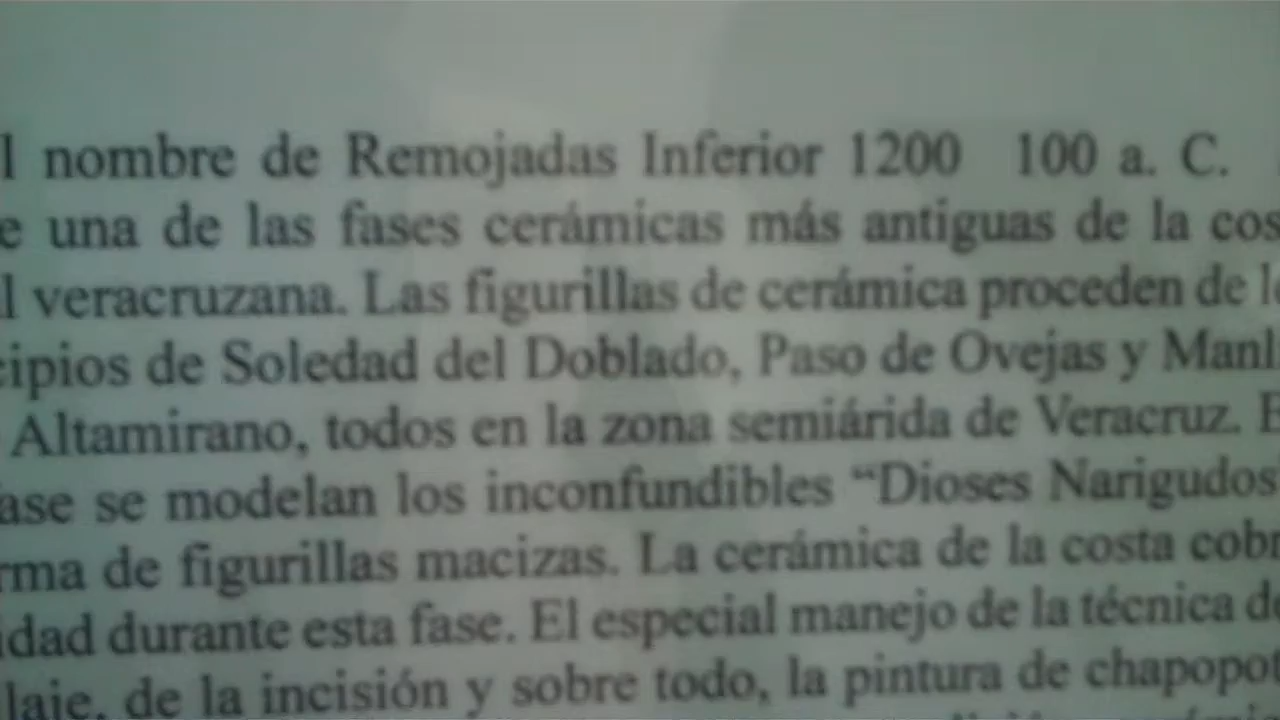 l nombre de Remojadas Inferior 1200 100 a. C.
e una de las fases cerámicas más antiguas de la cos
l veracruzana. Las figurillas de cerámica proceden de l
cipios de Soledad del Doblado, Paso de Ovejas y Manl
Altamirano, todos en la zona semiárida de Veracruz. E
ase se modelan los inconfundibles “Dioses Narigudos”
rma de figurillas macizas. La cerámica de la costa cobr
idad durante esta fase. El especial manejo de la técnica de
laje, de la incisión y sobre todo, la pintura de chapopot